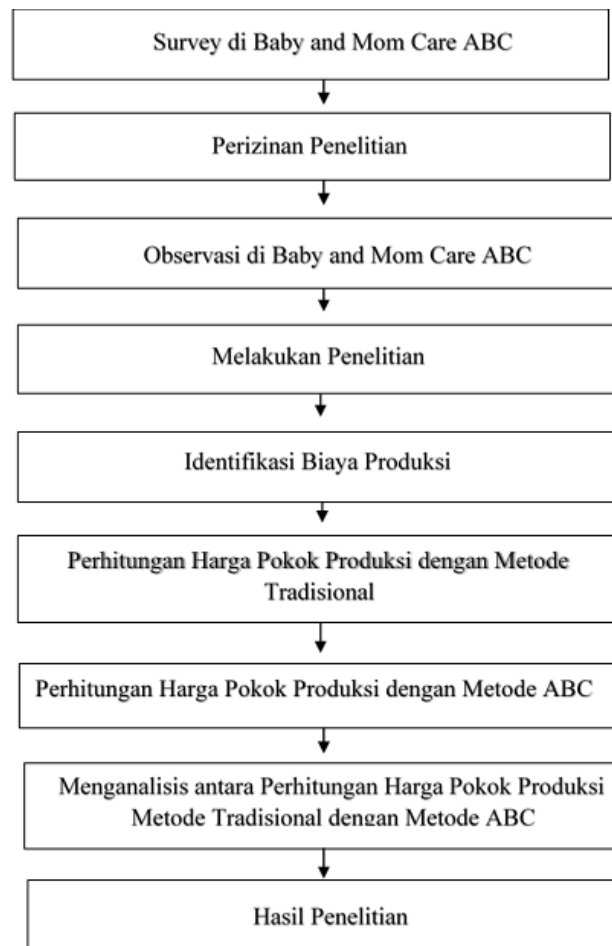 Survey di Baby and Mom Care ABC
Perizinan Penelitian
Observasi di Baby and Mom Care ABC
Melakukan Penelitian
Identifikasi Biaya Produksi
Perhitungan Harga Pokok Produksi dengan Metode
Tradisional
Perhitungan Harga Pokok Produksi dengan Metode ABC
Menganalisis antara Perhitungan Harga Pokok Produksi
Metode Tradisional dengan Metode ABC
Hasil Penelitian